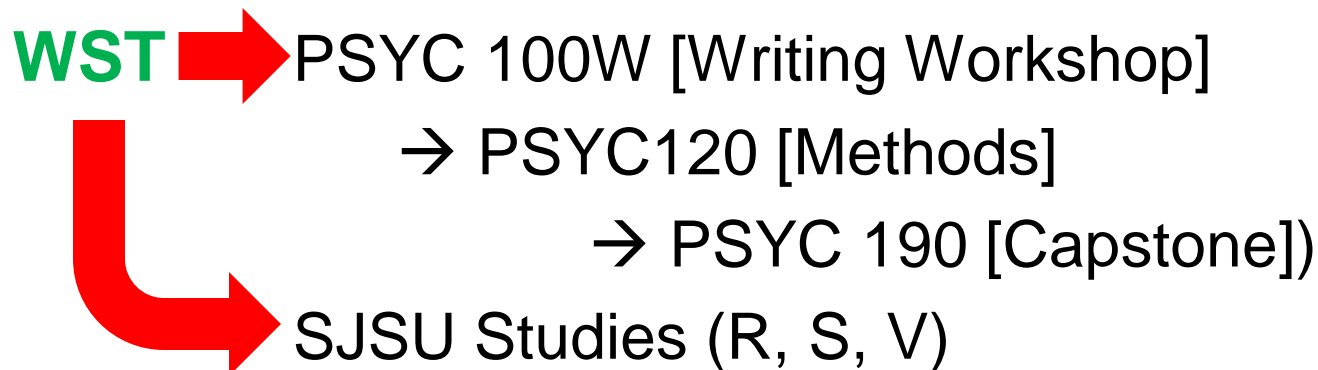 WST PSYC 100W [Writing Workshop]
→ PSYC120 [Methods]
→ PSYC 190 [Capstone])
SJSU Studies (R, S, V)